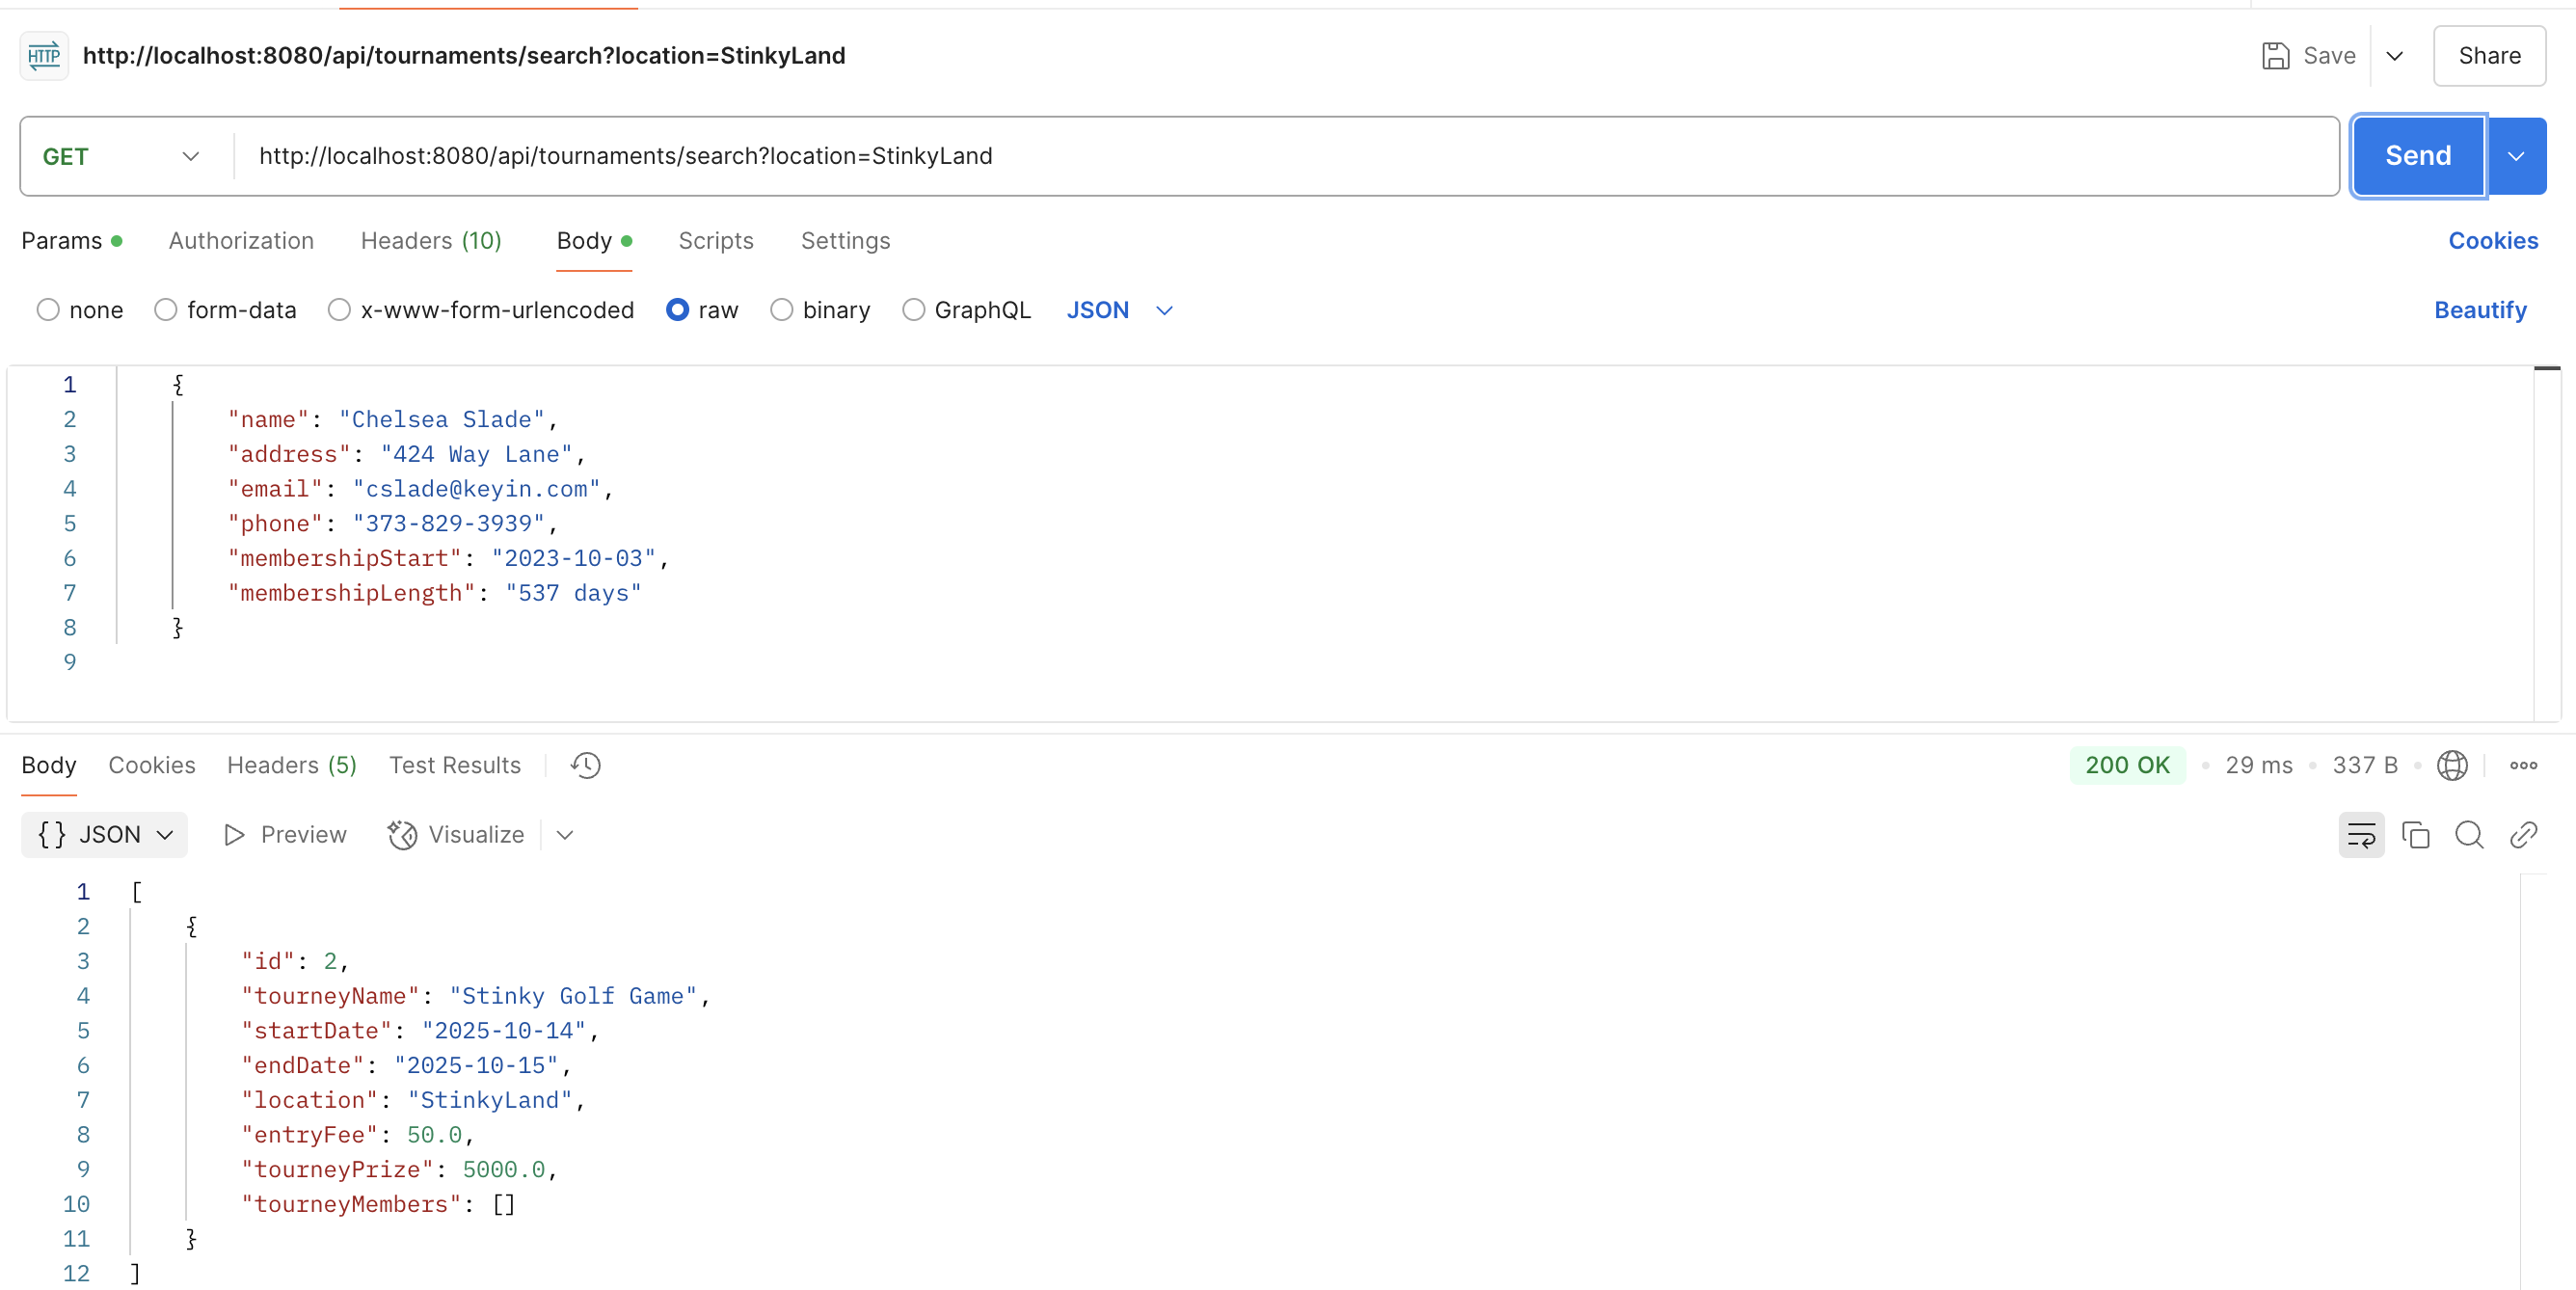 HTTP http://localhost:8080/api/tournaments/search?location=StinkyLand Save Share
GET http://localhost:8080/api/tournaments/search?location=StinkyLand Send
Params Authorization Headers (10) Body Scripts Settings Cookies
none form-data x-www-form-urlencoded raw binary GraphQL JSON Beautify
1 {
2 "name": "Chelsea Slade",
3 "address": "424 Way Lane",
4 "email": "cslade@keyin.com",
5 "phone": "373-829-3939",
6 "membershipStart": "2023-10-03",
7 "membershipLength": "537 days"
8 }
9
Body Cookies Headers (5) Test Results 200 OK 29 ms 337 B
{} JSON Preview Visualize
1 [
2 {
3 "id": 2,
4 "tourneyName": "Stinky Golf Game",
5 "startDate": "2025-10-14",
6 "endDate": "2025-10-15",
7 "location": "StinkyLand",
8 "entryFee": 50.0,
9 "tourneyPrize": 5000.0,
10 "tourneyMembers": []
11 }
12 ]